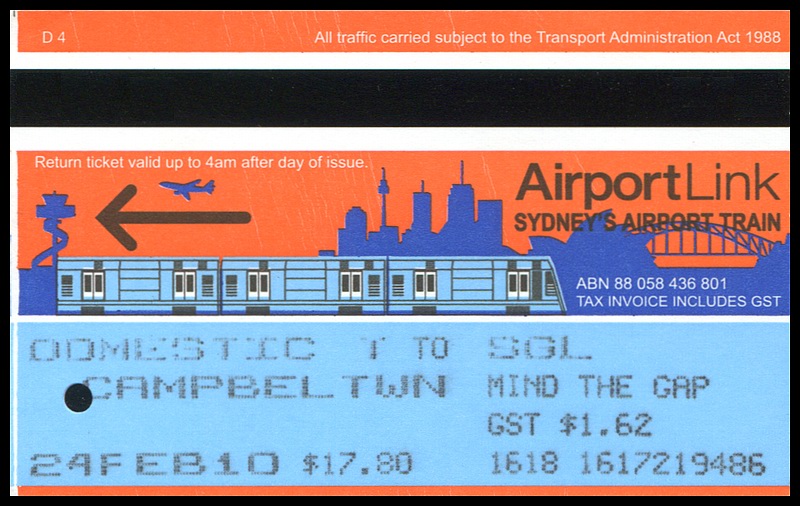 D 4 All traffic carried subject to the Transport Administration Act 1988
Return ticket valid up to 4am after day of issue.
AirportLink
SYDNEY'S AIRPORT TRAIN
ABN 88 058 436 801
TAX INVOICE INCLUDES GST
DOMESTIC T TO SGL
CAMPBELTWN MIND THE GAP
GST $1.62
24FEB10 $17.80 1618 1617219486